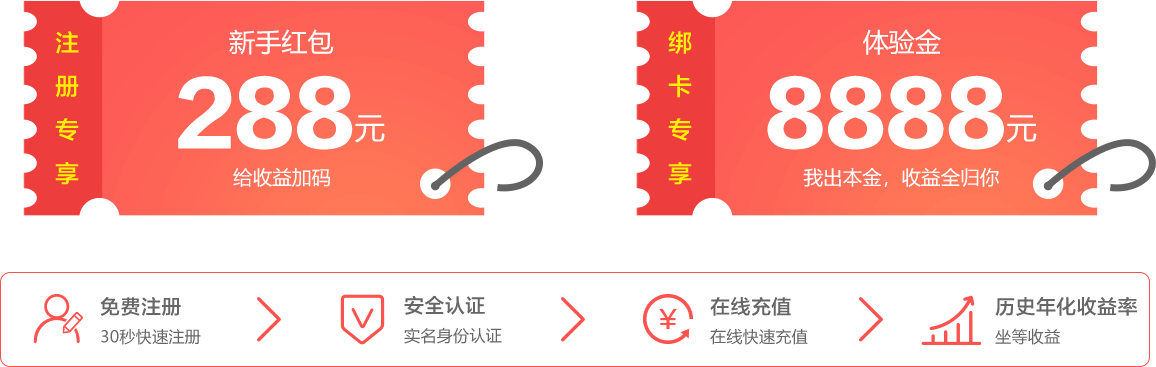 注册专享
新手红包
288元
给收益加码
绑卡专享
体验金
8888元
我出本金，收益全归你
免费注册
30秒快速注册
安全认证
实名身份认证
¥
在线充值
在线快速充值
历史年化收益率
坐等收益